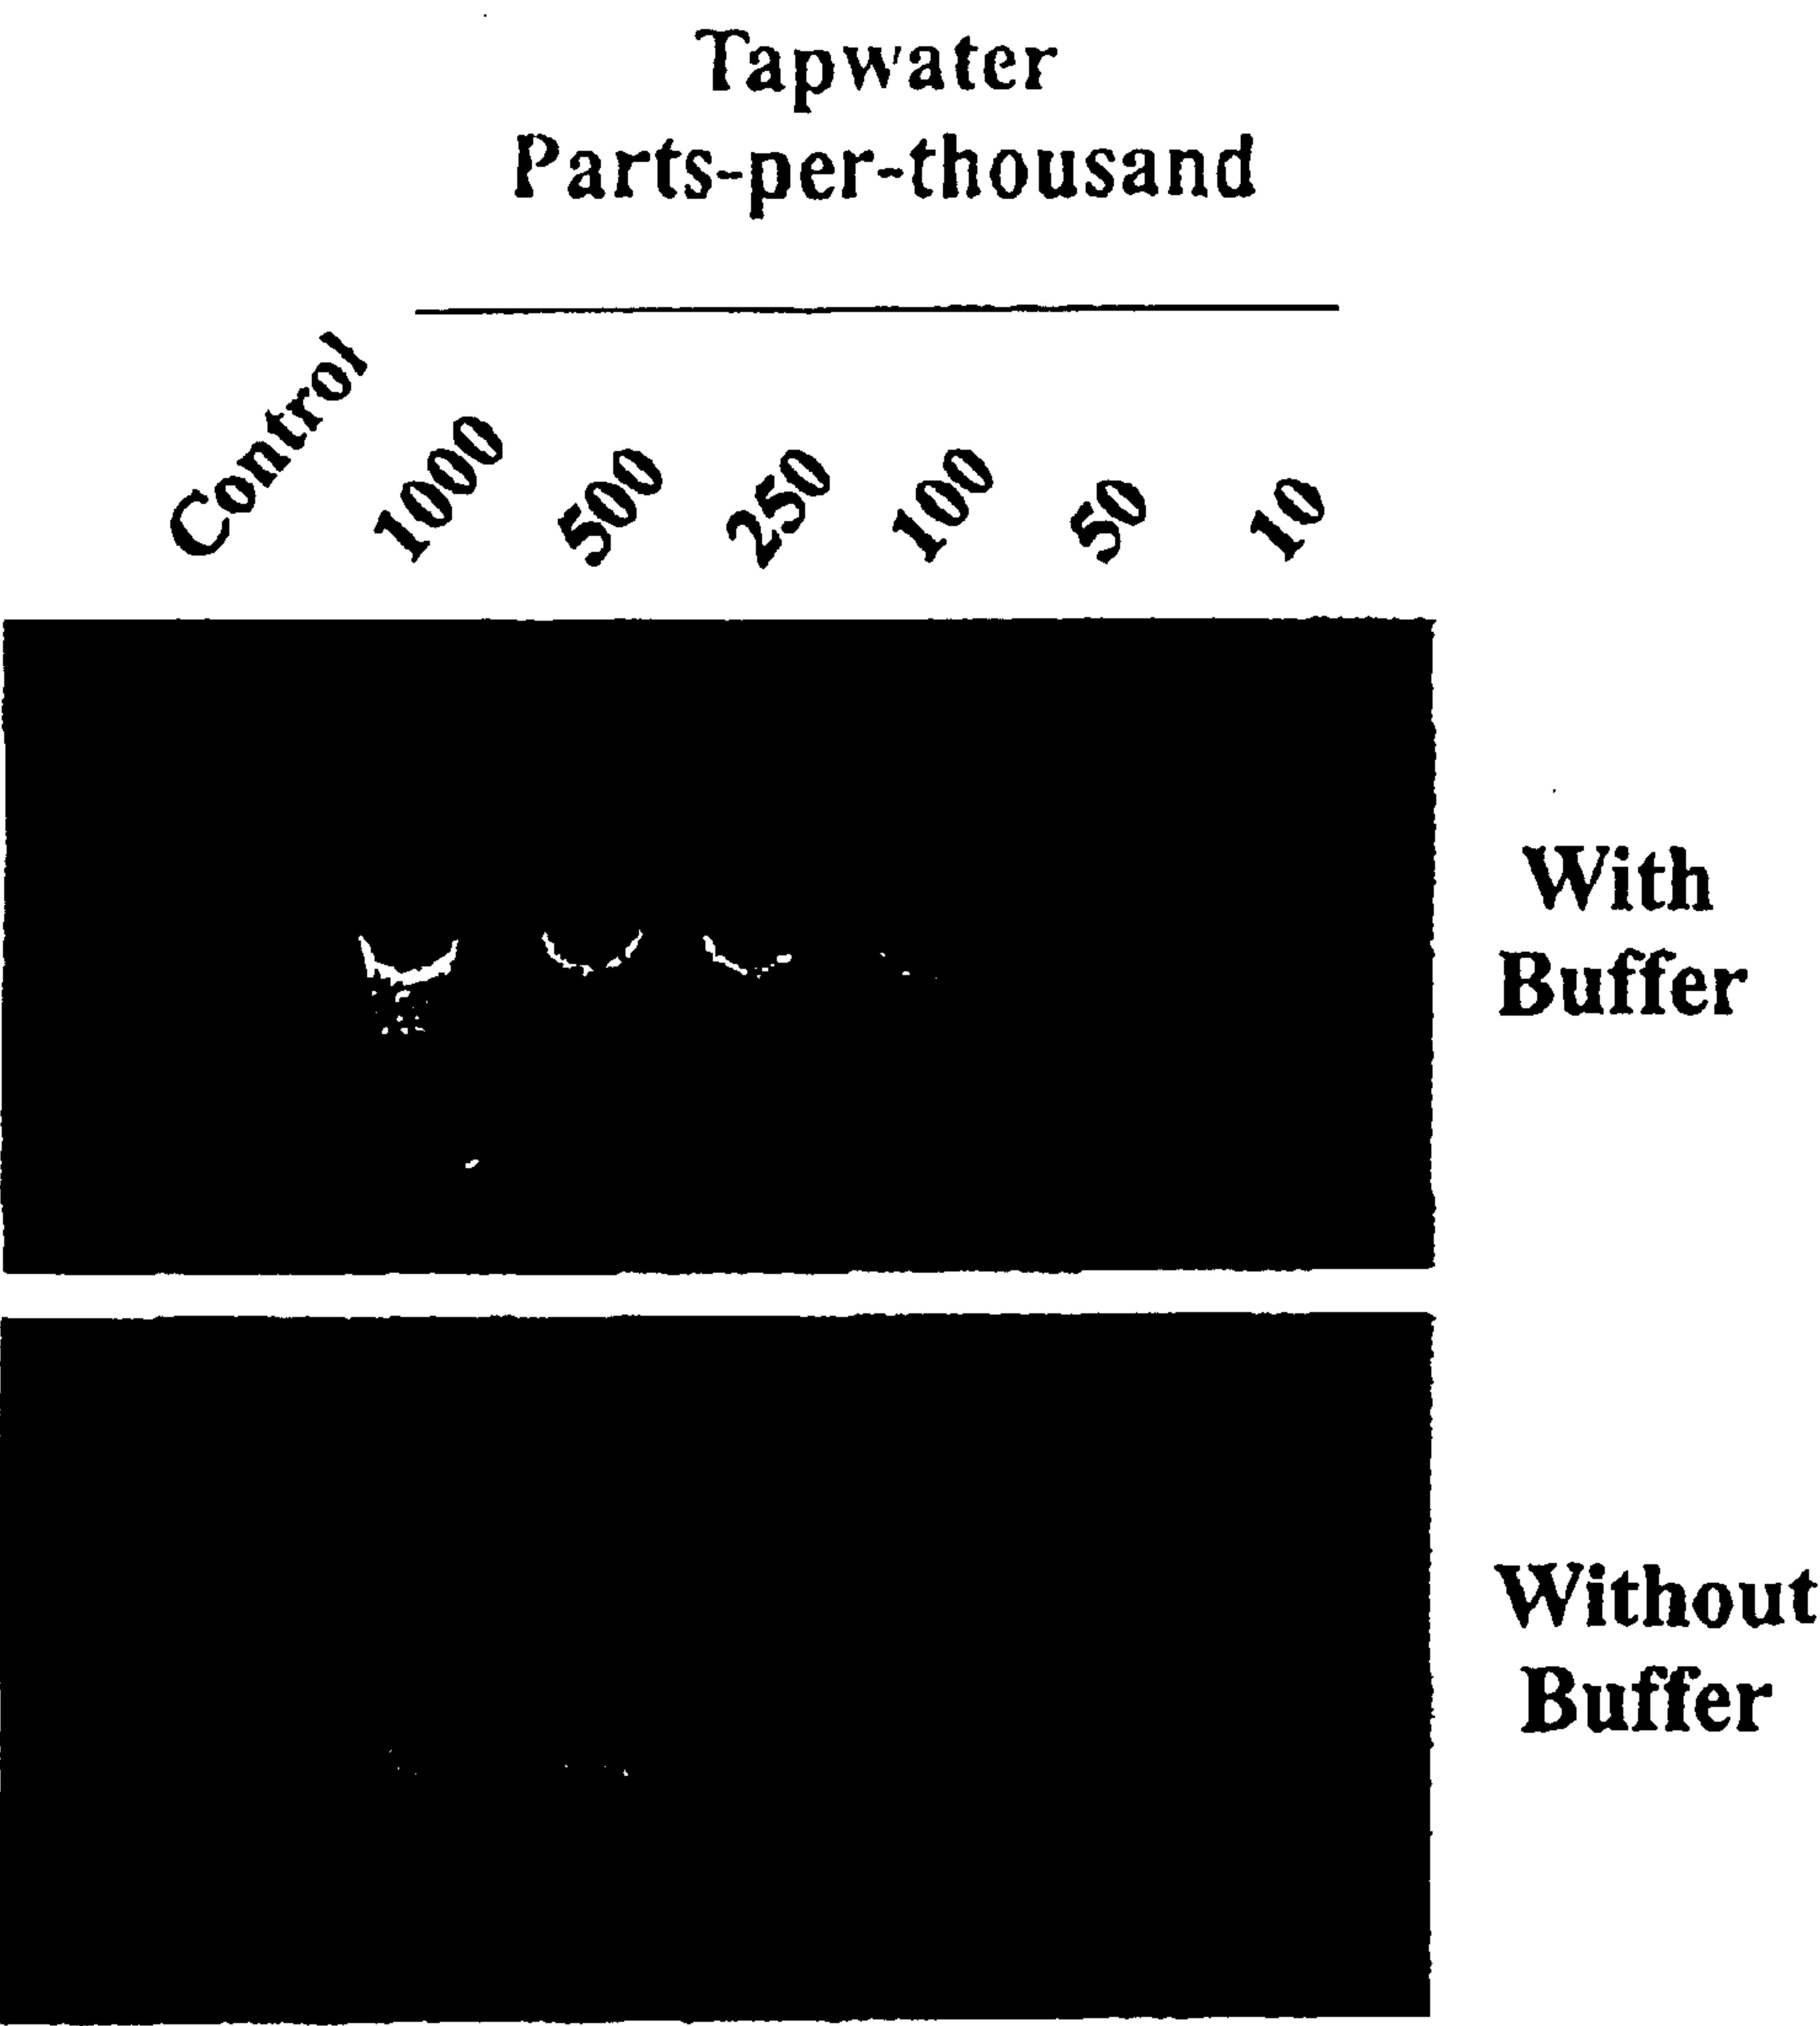 Tapwater
Parts-per-thousand
Control
1000
500
250
100
50
10
With
Buffer
Without
Buffer